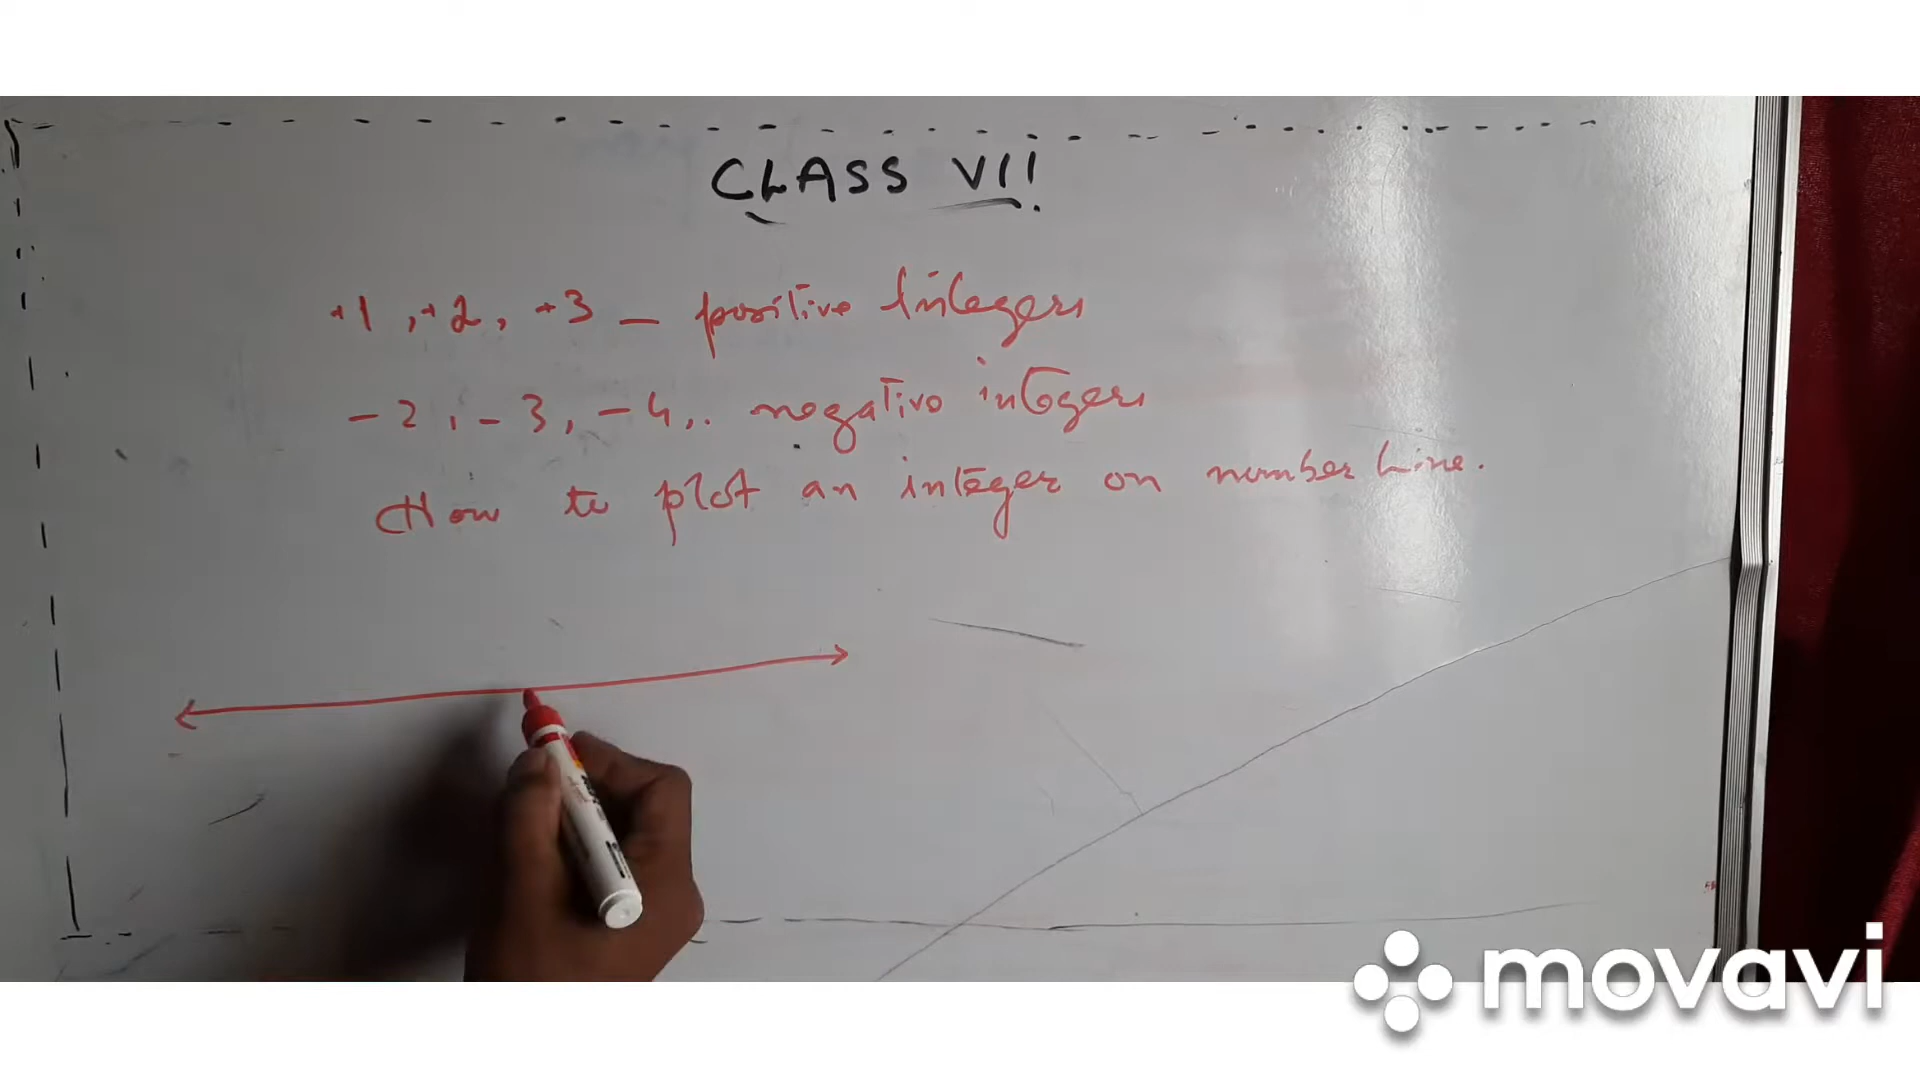 CLASS VII
+1, +2, +3 – positive Integers
-2, -3, -4,.. negative integers
How to plot an integer on number line.
movavi